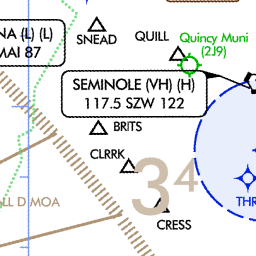 NA (L) (L)
MAI 87
SNEAD
QUILL
Quincy Muni
(2J9)
SEMINOLE (VH) (H)
117.5 SZW 122
BRITS
CLRRK
34
LL D MOA
THR
CRESS